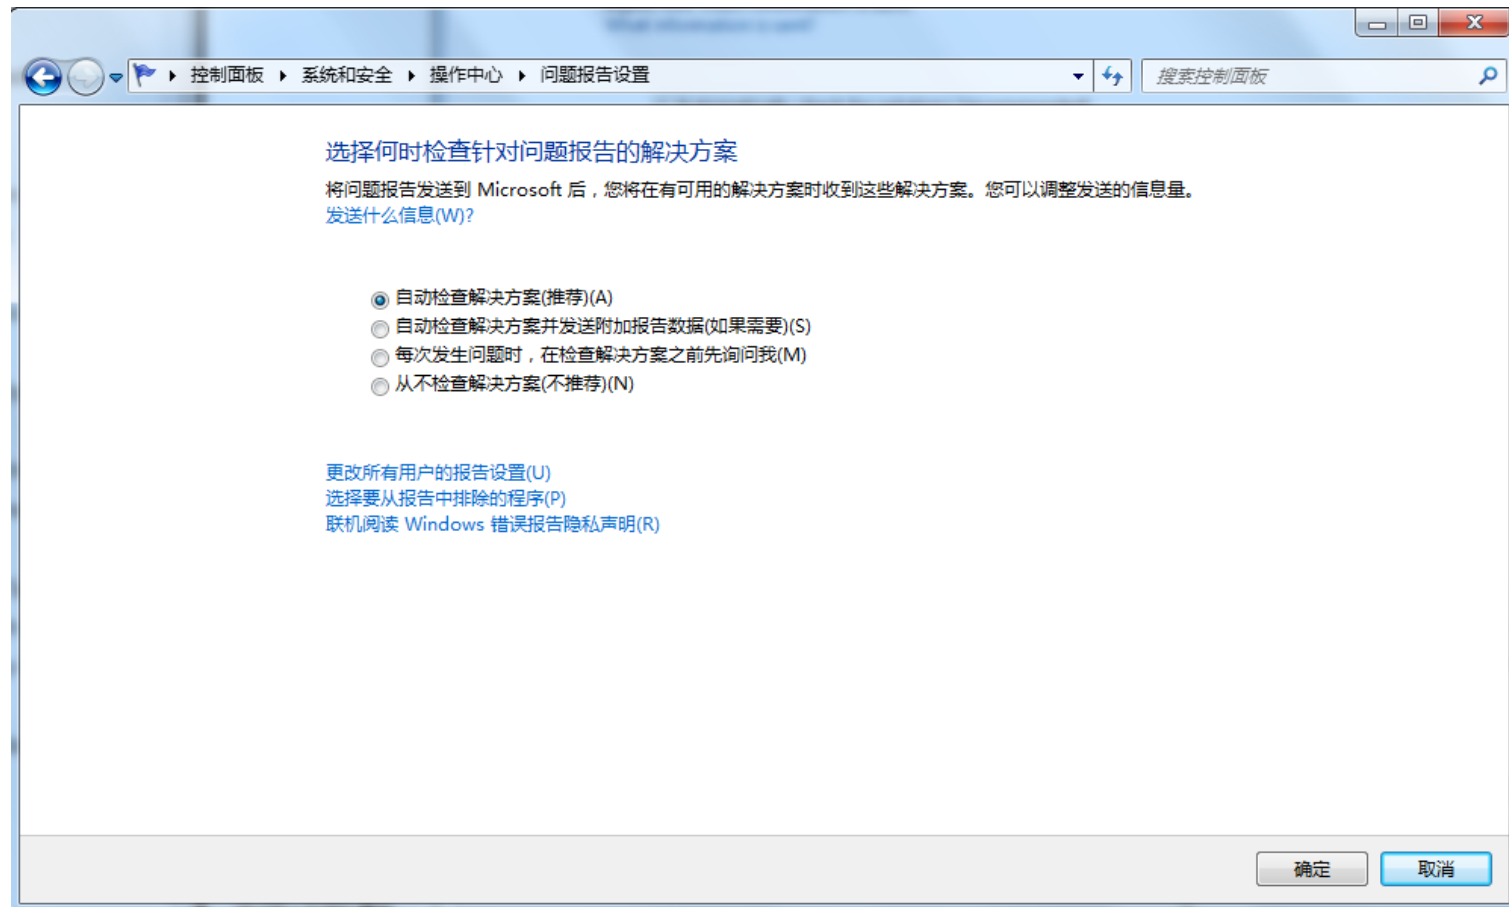 What information is sent?
控制面板 系统和安全 操作中心 问题报告设置
搜索控制面板
选择何时检查针对问题报告的解决方案
将问题报告发送到 Microsoft 后，您将在有可用的解决方案时收到这些解决方案。您可以调整发送的信息量。
发送什么信息(W)?
自动检查解决方案(推荐)(A)
自动检查解决方案并发送附加报告数据(如果需要)(S)
每次发生问题时，在检查解决方案之前先询问我(M)
从不检查解决方案(不推荐)(N)
更改所有用户的报告设置(U)
选择要从报告中排除的程序(P)
联机阅读 Windows 错误报告隐私声明(R)
确定
取消